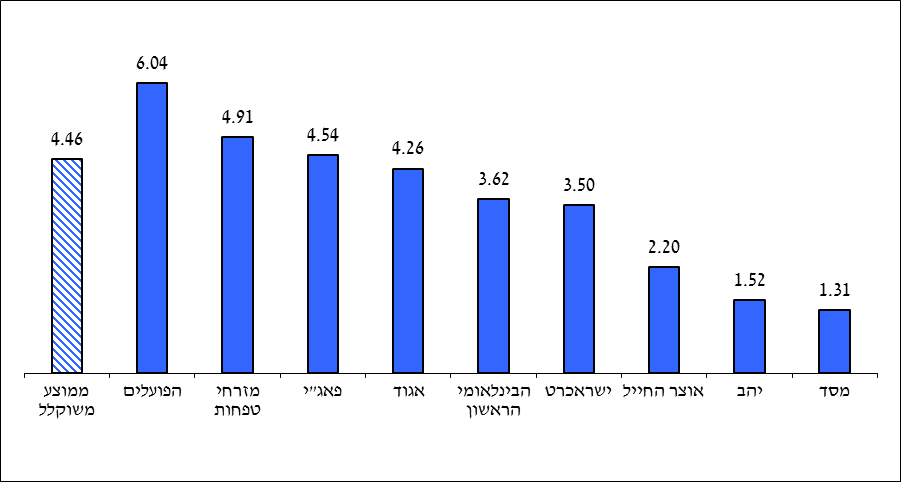 6.04
4.91
4.54
4.46
4.26
3.62
3.50
2.20
1.52
1.31
ממוצע משוקלל
הפועלים
מזרחי טפחות
פאג״י
אגוד
הבינלאומי הראשון
ישראכרט
אוצר החייל
יהב
מסד